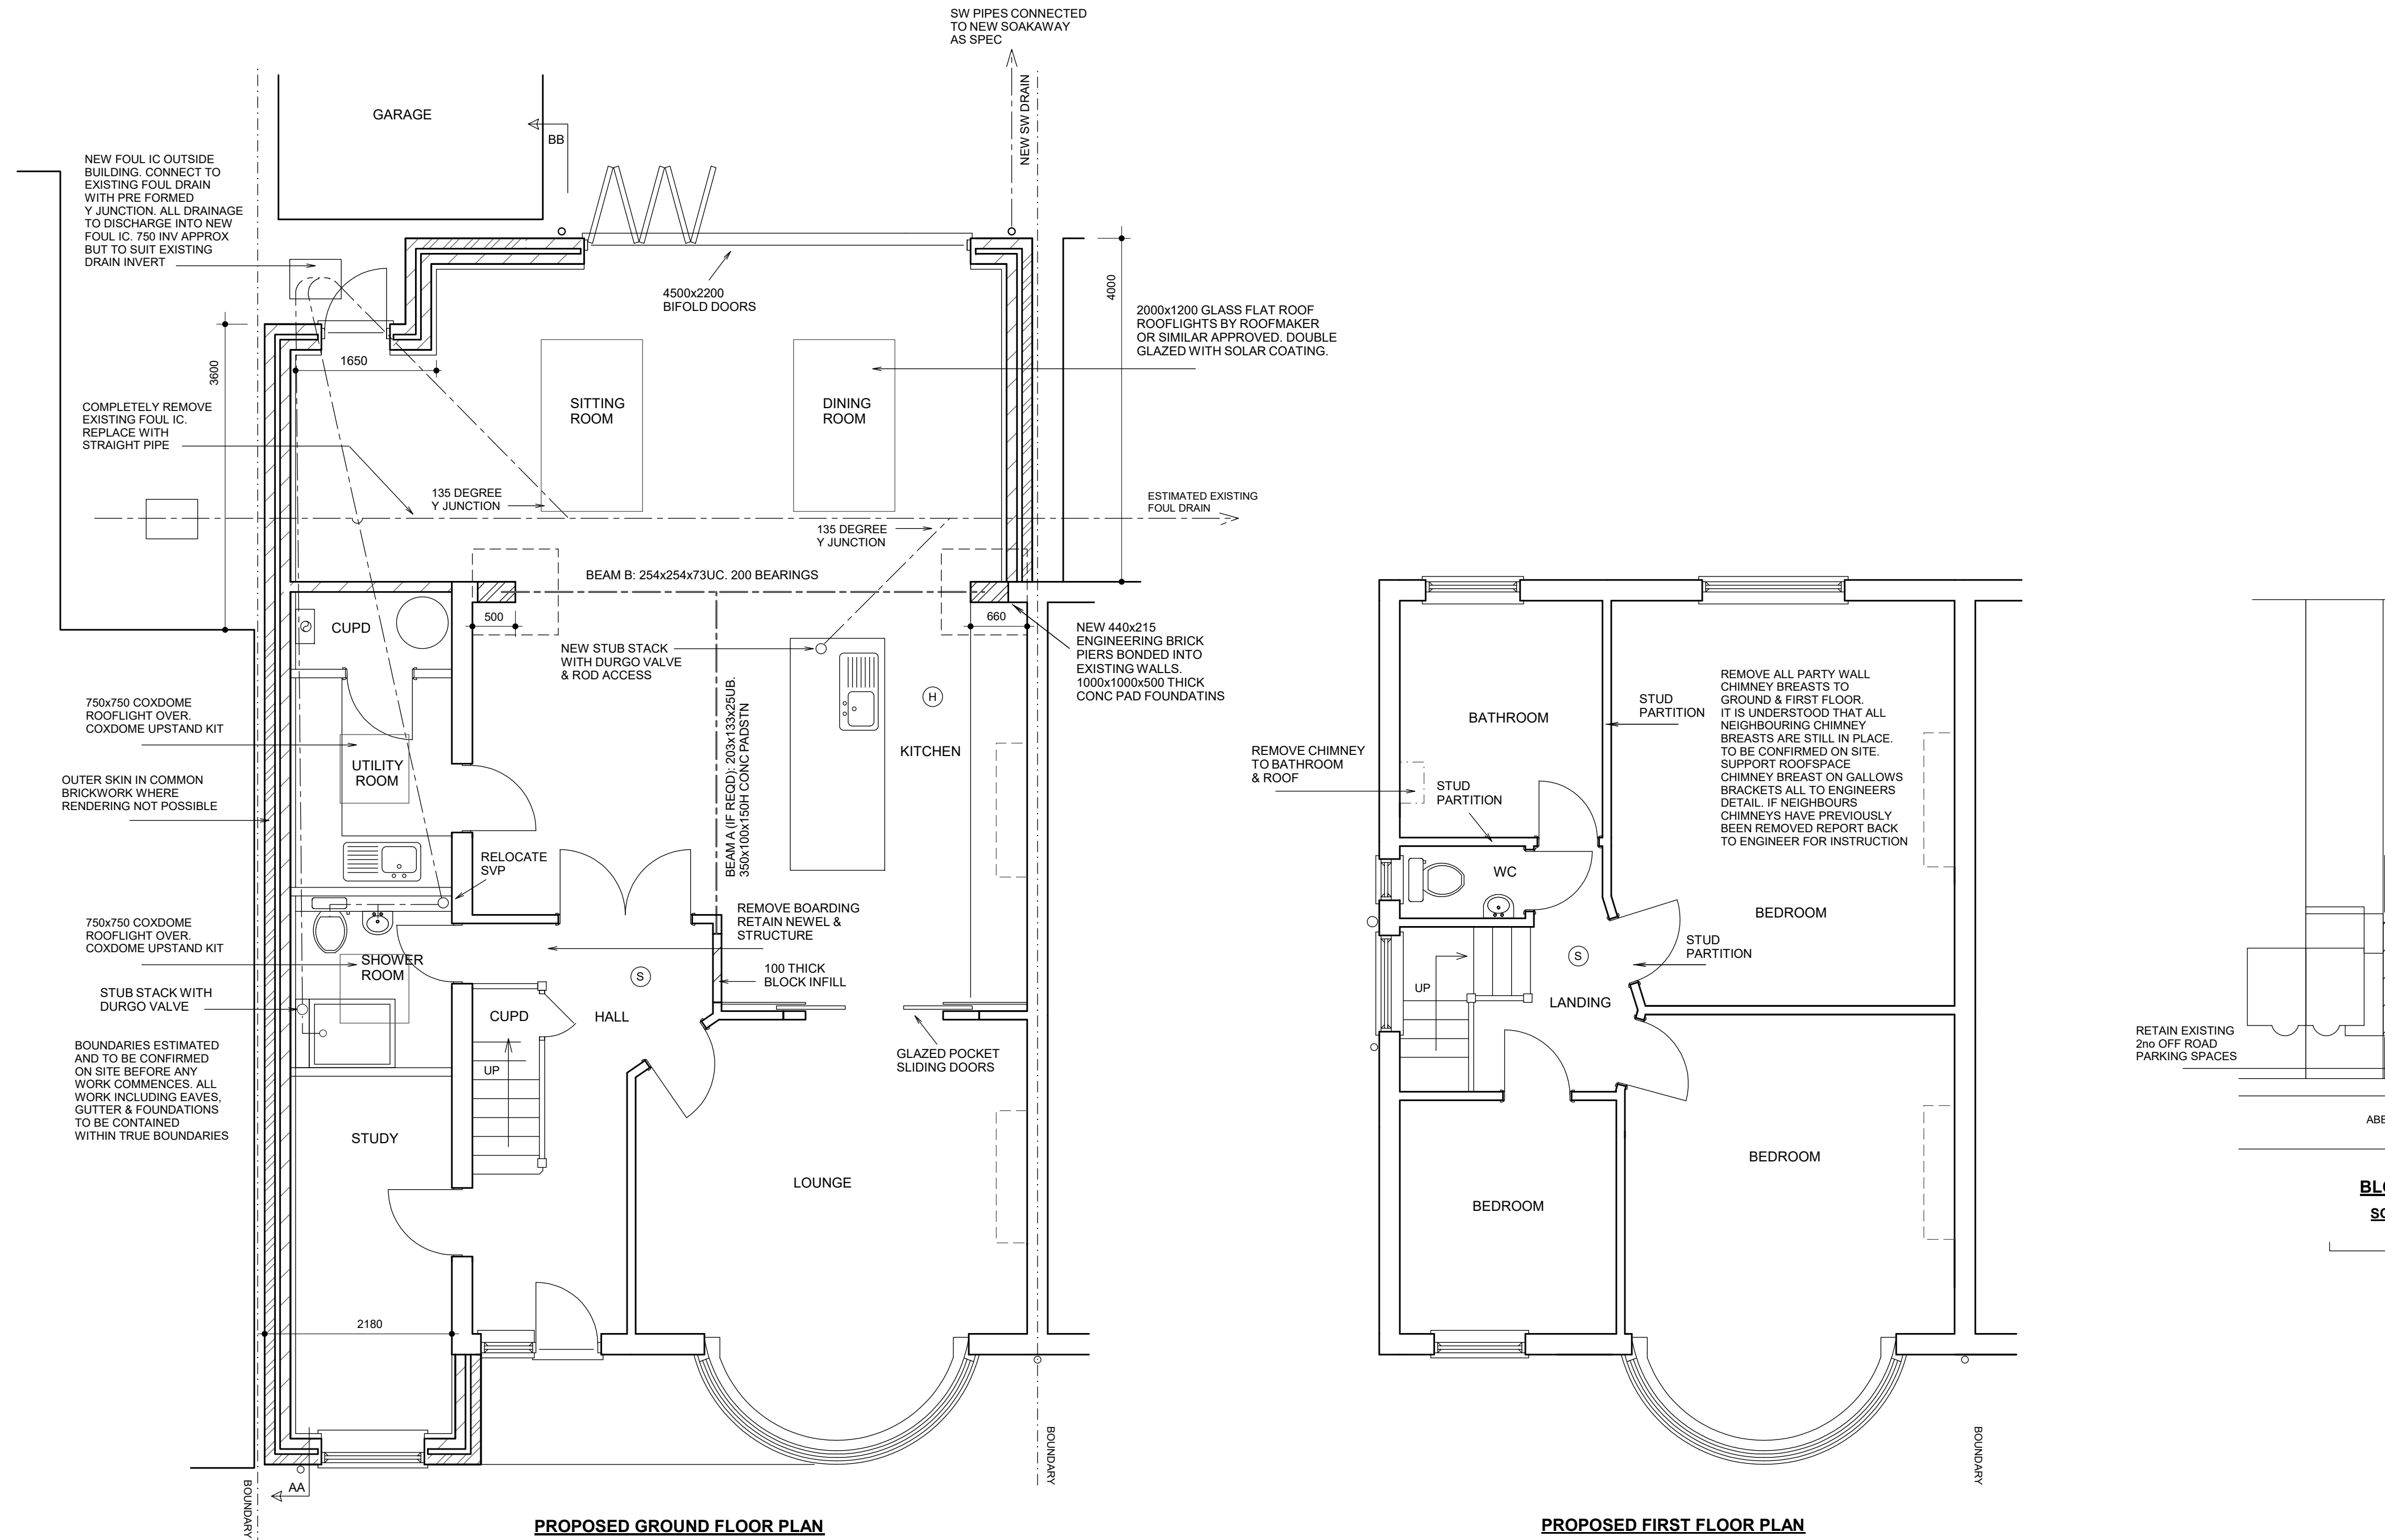 SW PIPES CONNECTED
TO NEW SOAKAWAY
AS SPEC
NEW SW DRAIN
GARAGE
BB
NEW FOUL IC OUTSIDE
BUILDING. CONNECT TO
EXISTING FOUL DRAIN
WITH PRE FORMED
Y JUNCTION. ALL DRAINAGE
TO DISCHARGE INTO NEW
FOUL IC. 750 INV APPROX
BUT TO SUIT EXISTING
DRAIN INVERT
4500x2200
BIFOLD DOORS
4000
2000x1200 GLASS FLAT ROOF
ROOFLIGHTS BY ROOFMAKER
OR SIMILAR APPROVED. DOUBLE
GLAZED WITH SOLAR COATING.
3600
1650
COMPLETELY REMOVE
EXISTING FOUL IC.
REPLACE WITH
STRAIGHT PIPE
SITTING
ROOM
DINING
ROOM
135 DEGREE
Y JUNCTION
135 DEGREE
Y JUNCTION
ESTIMATED EXISTING
FOUL DRAIN
BEAM B: 254x254x73UC. 200 BEARINGS
500
660
CUPD
NEW STUB STACK
WITH DURGO VALVE
& ROD ACCESS
NEW 440x215
ENGINEERING BRICK
PIERS BONDED INTO
EXISTING WALLS.
1000x1000x500 THICK
CONC PAD FOUNDATINS
BEAM A (IF REQD): 203x133x25UB.
350x100x150H CONC PADSTN
H
KITCHEN
750x750 COXDOME
ROOFLIGHT OVER.
COXDOME UPSTAND KIT
UTILITY
ROOM
OUTER SKIN IN COMMON
BRICKWORK WHERE
RENDERING NOT POSSIBLE
RELOCATE
SVP
REMOVE BOARDING
RETAIN NEWEL &
STRUCTURE
750x750 COXDOME
ROOFLIGHT OVER.
COXDOME UPSTAND KIT
SHOWER
ROOM
S
100 THICK
BLOCK INFILL
STUB STACK WITH
DURGO VALVE
CUPD
HALL
UP
GLAZED POCKET
SLIDING DOORS
BOUNDARIES ESTIMATED
AND TO BE CONFIRMED
ON SITE BEFORE ANY
WORK COMMENCES. ALL
WORK INCLUDING EAVES,
GUTTER & FOUNDATIONS
TO BE CONTAINED
WITHIN TRUE BOUNDARIES
STUDY
LOUNGE
2180
AA
BOUNDARY
BOUNDARY
PROPOSED GROUND FLOOR PLAN
BATHROOM
STUD
PARTITION
REMOVE ALL PARTY WALL
CHIMNEY BREASTS TO
GROUND & FIRST FLOOR.
IT IS UNDERSTOOD THAT ALL
NEIGHBOURING CHIMNEY
BREASTS ARE STILL IN PLACE.
TO BE CONFIRMED ON SITE.
SUPPORT ROOFSPACE
CHIMNEY BREAST ON GALLOWS
BRACKETS ALL TO ENGINEERS
DETAIL. IF NEIGHBOURS
CHIMNEYS HAVE PREVIOUSLY
BEEN REMOVED REPORT BACK
TO ENGINEER FOR INSTRUCTION
REMOVE CHIMNEY
TO BATHROOM
& ROOF
STUD
PARTITION
WC
BEDROOM
STUD
PARTITION
S
UP
LANDING
BEDROOM
BEDROOM
BOUNDARY
PROPOSED FIRST FLOOR PLAN
RETAIN EXISTING
2no OFF ROAD
PARKING SPACES